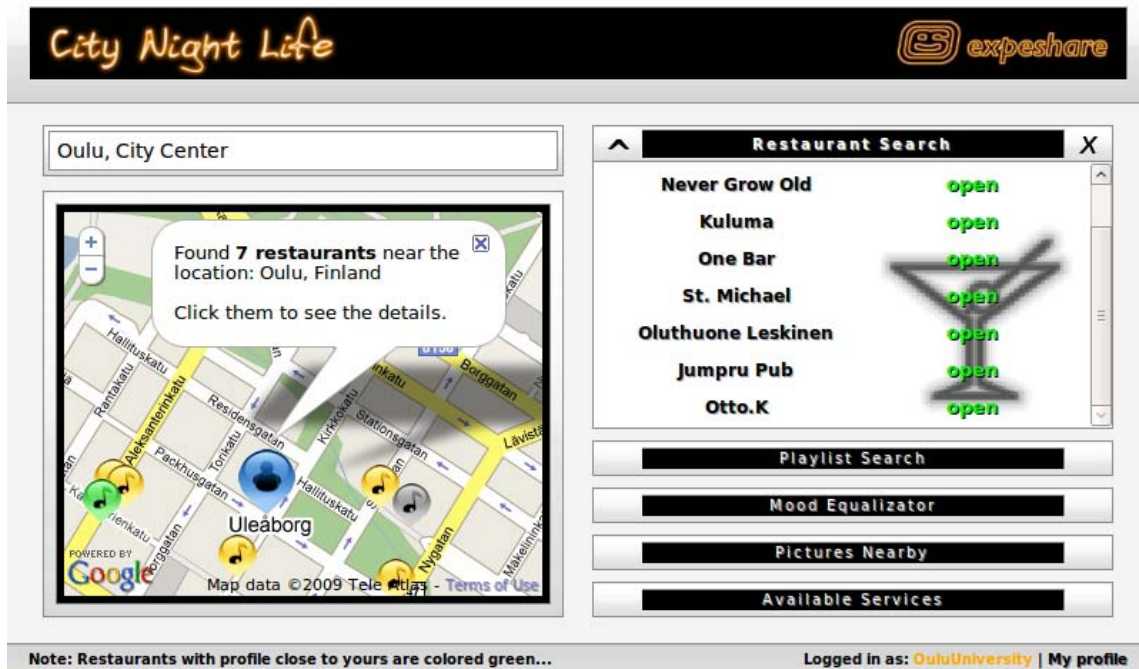 City Night Life
expeshare
Oulu, City Center
Found 7 restaurants near the
location: Oulu, Finland
Click them to see the details.
Hallituskatu
Rantakatu
Aleksanterinkatu
Residensgatan
Torikatu
Packhusgatan
Kirkkokatu
Stationsgatan
Borggatan
Hallituskatu
Nygatan
Uleåborg
POWERED BY
Google
Map data ©2009 Tele Atlas - Terms of Use
^ Restaurant Search X
Never Grow Old open
Kuluma open
One Bar open
St. Michael open
Oluthuone Leskinen open
Jumpru Pub open
Otto.K open
Playlist Search
Mood Equalizator
Pictures Nearby
Available Services
Note: Restaurants with profile close to yours are colored green...
Logged in as: OuluUniversity | My profile